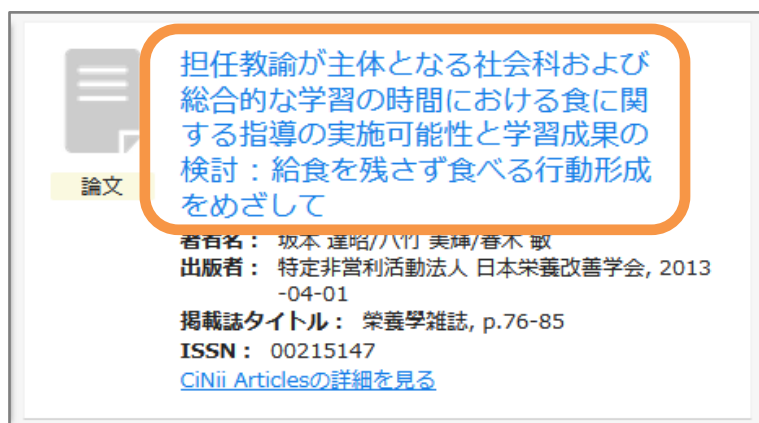 担任教諭が主体となる社会科および
総合的な学習の時間における食に関
する指導の実施可能性と学習成果の
検討：給食を残さず食べる行動形成
をめざして
論文
著者名： 坂本 達昭/八竹 美輝/春木 敏
出版者： 特定非営利活動法人 日本栄養改善学会, 2013
-04-01
掲載誌タイトル： 栄養學雑誌, p.76-85
ISSN： 00215147
CiNii Articlesの詳細を見る